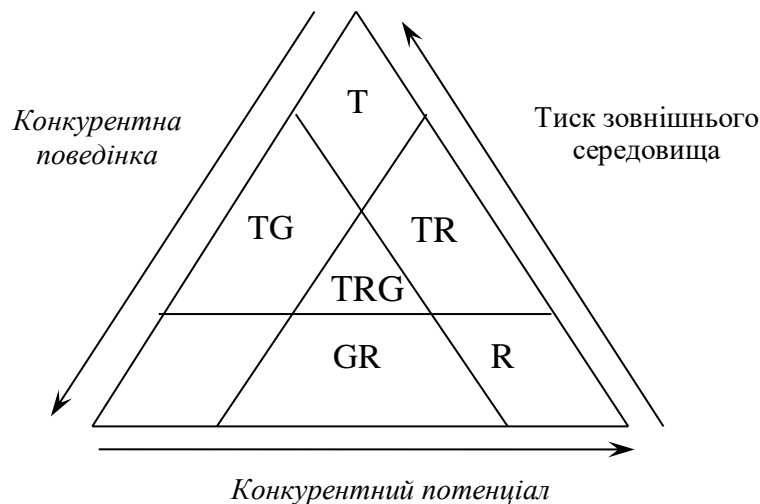 T
Конкурентна
поведінка
Тиск зовнішнього
середовища
TG
TR
TRG
GR
R
Конкурентний потенціал